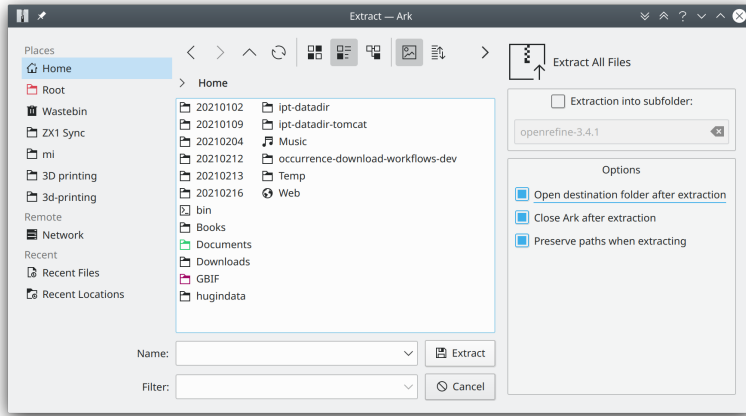 Extract — Ark
Places
Home
Root
Wastebin
ZX1 Sync
mi
3D printing
3d-printing
Remote
Network
Recent
Recent Files
Recent Locations
Home
20210102
20210109
20210204
20210212
20210213
20210216
bin
Books
Documents
Downloads
GBIF
hugindata
ipt-datadir
ipt-datadir-tomcat
Music
occurrence-download-workflows-dev
Temp
Web
Name:
Extract
Filter:
Cancel
Extract All Files
Extraction into subfolder:
openrefine-3.4.1
Options
Open destination folder after extraction
Close Ark after extraction
Preserve paths when extracting